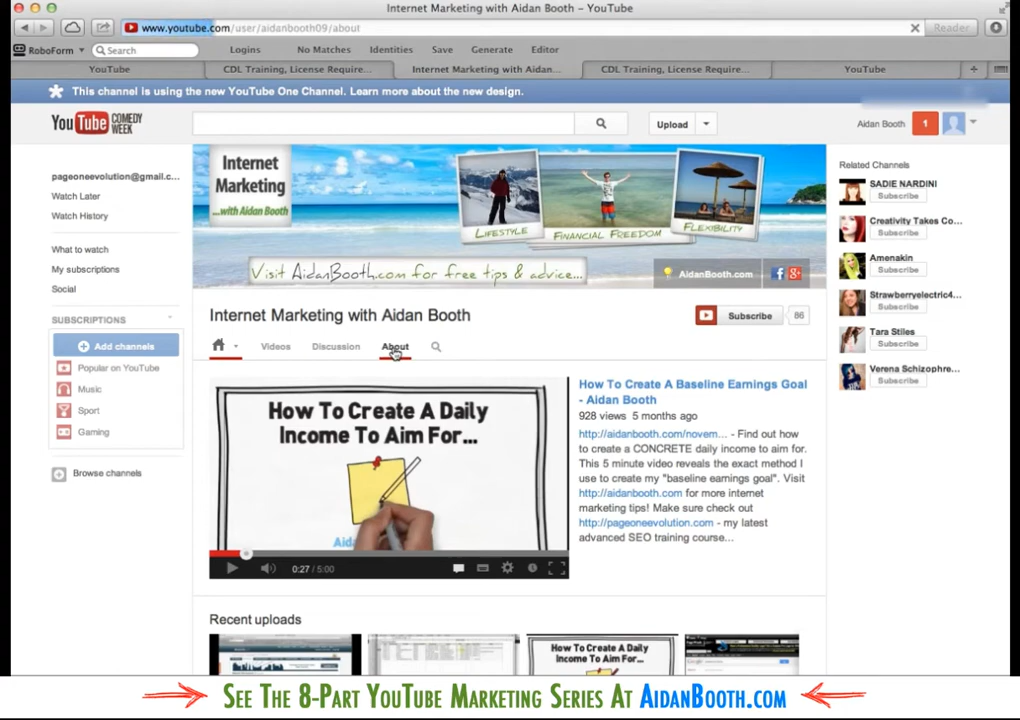 Internet Marketing with Aidan Booth – YouTube
www.youtube.com/user/aidanbooth09/about
Reader
RoboForm
Search
Logins
No Matches
Identities
Save
Generate
Editor
YouTube
CDL Training, License Require...
Internet Marketing with Aidan...
CDL Training, License Require...
YouTube
This channel is using the new YouTube One Channel. Learn more about the new design.
YouTube COMEDY WEEK
Upload
Aidan Booth
1
pageoneevolution@gmail.c...
Watch Later
Watch History
What to watch
My subscriptions
Social
SUBSCRIPTIONS
Add channels
Popular on YouTube
Music
Sport
Gaming
Browse channels
Internet
Marketing
...with Aidan Booth
LIFESTYLE
FINANCIAL FREEDOM
FLEXIBILITY
Visit AidanBooth.com for free tips & advice...
AidanBooth.com
Internet Marketing with Aidan Booth
Subscribe
86
Videos
Discussion
About
How To Create A Daily
Income To Aim For...
Aida
0:27 / 5:00
How To Create A Baseline Earnings Goal
- Aidan Booth
928 views 5 months ago
http://aidanbooth.com/novem... - Find out how
to create a CONCRETE daily income to aim for.
This 5 minute video reveals the exact method I
use to create my "baseline earnings goal". Visit
http://aidanbooth.com for more internet
marketing tips! Make sure check out
http://pageoneevolution.com - my latest
advanced SEO training course...
Recent uploads
How To Create A Daily
Income To Aim For...
Related Channels
SADIE NARDINI
Subscribe
Creativity Takes Co...
Subscribe
Amenakin
Subscribe
Strawberryelectric4...
Subscribe
Tara Stiles
Subscribe
Verena Schizophre...
Subscribe
SEE THE 8-PART YOUTUBE MARKETING SERIES AT AIDANBOOTH.COM